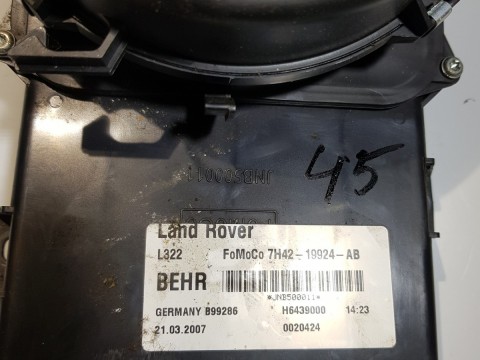 45
Land Rover
L322 FoMoCo 7H42-19924-AB
BEHR
*JNB500011*
GERMANY B99286 H6439000 14:23
21.03.2007 0020424